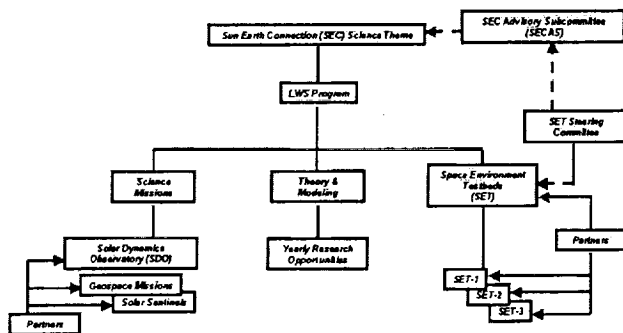 Sun Earth Connection (SEC) Science Theme
SEC Advisory Subcommittee
(SECAS)
LWS Program
SET Steering
Committee
Science
Missions
Theory &
Modeling
Space Environment
Testbeds
(SET)
Solar Dynamics
Observatory (SDO)
Yearly Research
Opportunities
Partners
Geospace Missions
Solar Sentinels
SET-1
SET-2
SET-3
Partners